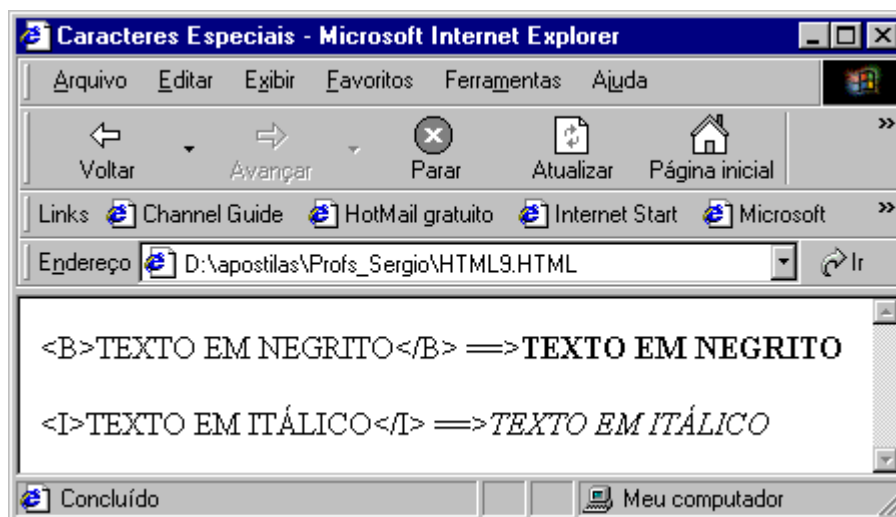 Caracteres Especiais - Microsoft Internet Explorer
Arquivo Editar Exibir Favoritos Ferramentas Ajuda
Voltar Avançar Parar Atualizar Página inicial »
Links Channel Guide HotMail gratuito Internet Start Microsoft »
Endereço D:\apostilas\Profs_Sergio\HTML9.HTML Ir
<B>TEXTO EM NEGRITO</B> ==>TEXTO EM NEGRITO
<I>TEXTO EM ITÁLICO</I> ==>TEXTO EM ITÁLICO
Concluído Meu computador